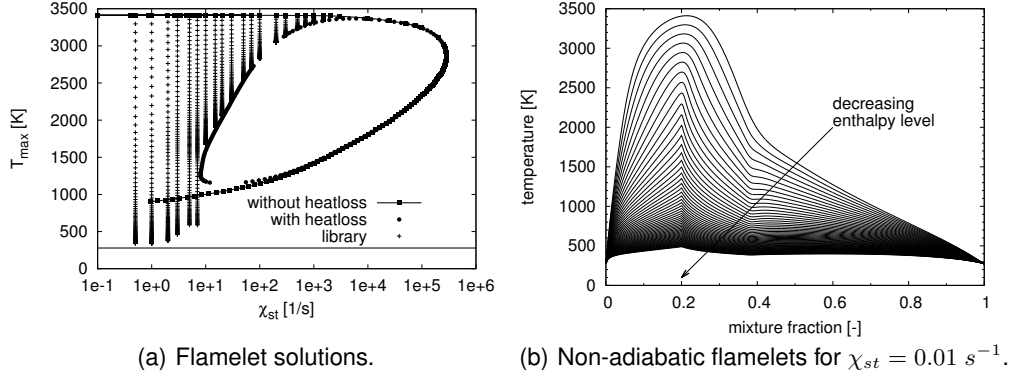 3500
3000
2500
2000
1500
1000
500
0
T_max [K]
without heatloss
with heatloss
library
1e-1 1e+0 1e+1 1e+2 1e+3 1e+4 1e+5 1e+6
χ_st [1/s]
(a) Flamelet solutions.
3500
3000
2500
2000
1500
1000
500
0
temperature [K]
decreasing
enthalpy level
0 0.2 0.4 0.6 0.8 1
mixture fraction [-]
(b) Non-adiabatic flamelets for χ_st = 0.01 s^−1.